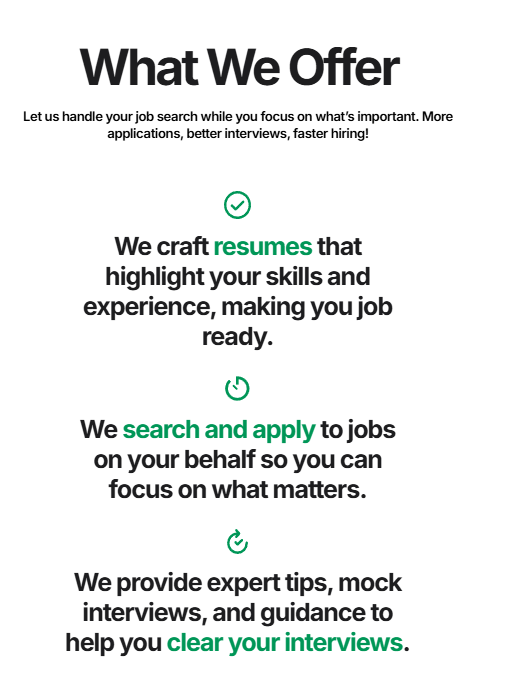 What We Offer
Let us handle your job search while you focus on what's important. More
applications, better interviews, faster hiring!
We craft resumes that
highlight your skills and
experience, making you job
ready.
We search and apply to jobs
on your behalf so you can
focus on what matters.
We provide expert tips, mock
interviews, and guidance to
help you clear your interviews.